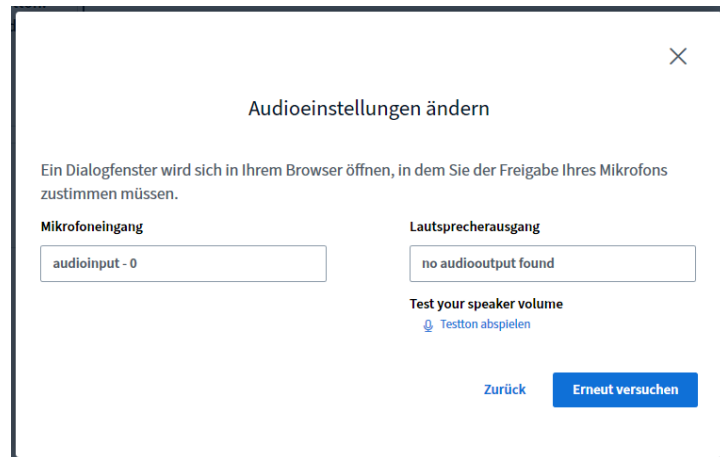 Audioeinstellungen ändern
Ein Dialogfenster wird sich in Ihrem Browser öffnen, in dem Sie der Freigabe Ihres Mikrofons
zustimmen müssen.
Mikrofoneingang
audioinput - 0
Lautsprecherausgang
no audiooutput found
Test your speaker volume
Testton abspielen
Zurück
Erneut versuchen